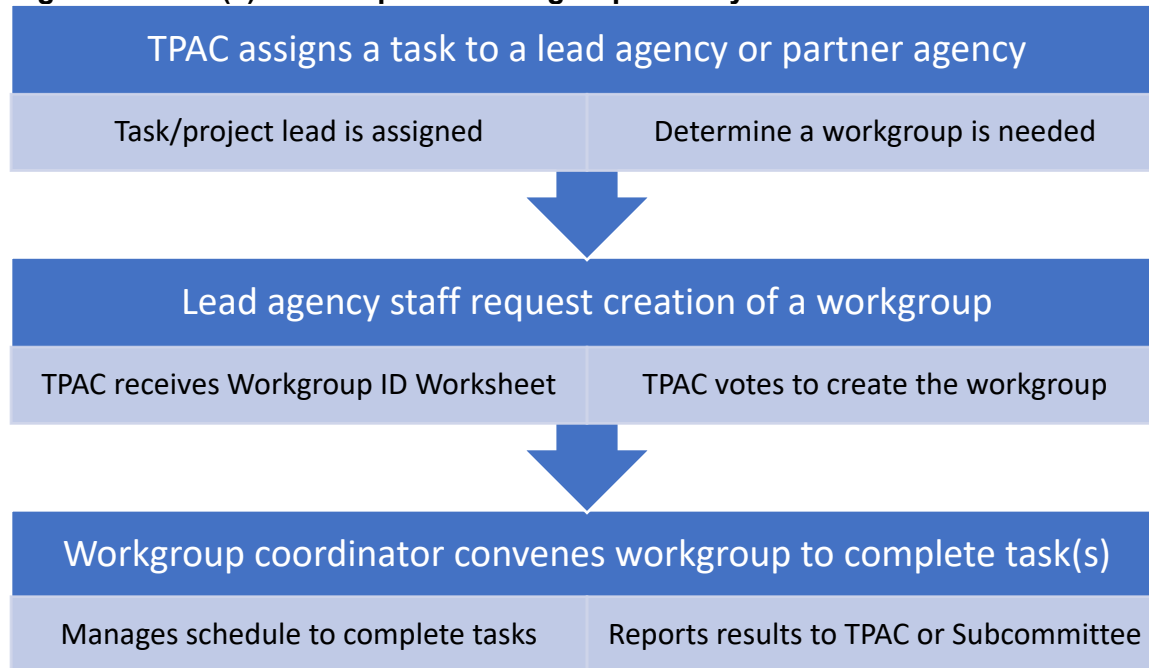 TPAC assigns a task to a lead agency or partner agency
Task/project lead is assigned
Determine a workgroup is needed
Lead agency staff request creation of a workgroup
TPAC receives Workgroup ID Worksheet
TPAC votes to create the workgroup
Workgroup coordinator convenes workgroup to complete task(s)
Manages schedule to complete tasks
Reports results to TPAC or Subcommittee